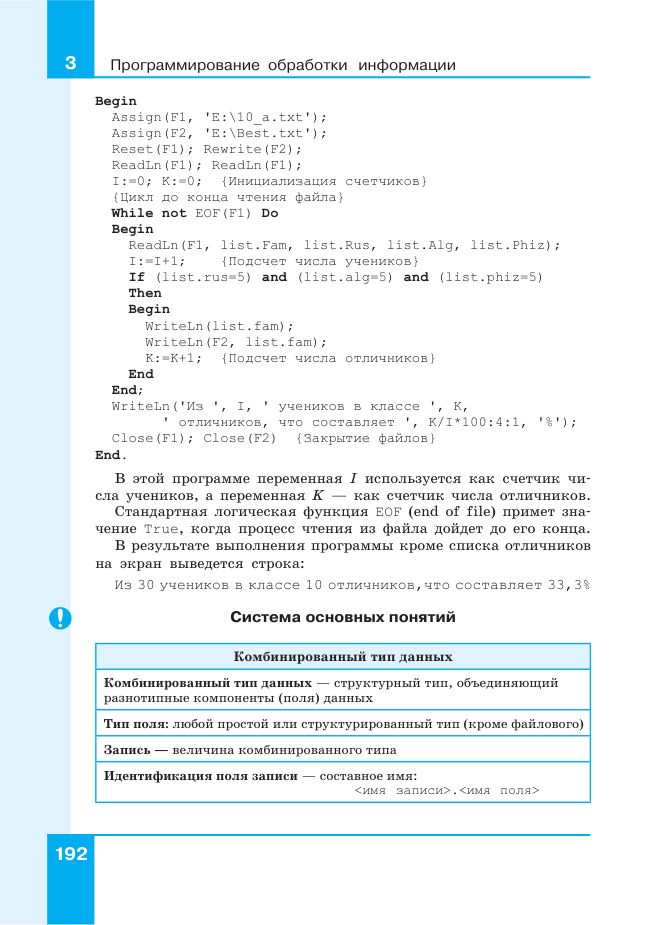 3 Программирование обработки информации
Begin
Assign(F1, 'E:\10_a.txt');
Assign(F2, 'E:\Best.txt');
Reset(F1); Rewrite(F2);
ReadLn(F1); ReadLn(F1);
I:=0; K:=0; {Инициализация счетчиков}
{Цикл до конца чтения файла}
While not EOF(F1) Do
Begin
ReadLn(F1, list.Fam, list.Rus, list.Alg, list.Phiz);
I:=I+1; {Подсчет числа учеников}
If (list.rus=5) and (list.alg=5) and (list.phiz=5)
Then
Begin
WriteLn(list.fam);
WriteLn(F2, list.fam);
K:=K+1; {Подсчет числа отличников}
End
End;
WriteLn('Из ', I, ' учеников в классе ', K,
' отличников, что составляет ', K/I*100:4:1, '%');
Close(F1); Close(F2) {Закрытие файлов}
End.
В этой программе переменная I используется как счетчик чи-
сла учеников, а переменная K — как счетчик числа отличников.
Стандартная логическая функция EOF (end of file) примет зна-
чение True, когда процесс чтения из файла дойдет до его конца.
В результате выполнения программы кроме списка отличников
на экран выведется строка:
Из 30 учеников в классе 10 отличников,что составляет 33,3%
! Система основных понятий
Комбинированный тип данных
Комбинированный тип данных — структурный тип, объединяющий
разнотипные компоненты (поля) данных
Тип поля: любой простой или структурированный тип (кроме файлового)
Запись — величина комбинированного типа
Идентификация поля записи — составное имя:
<имя записи>.<имя поля>
192